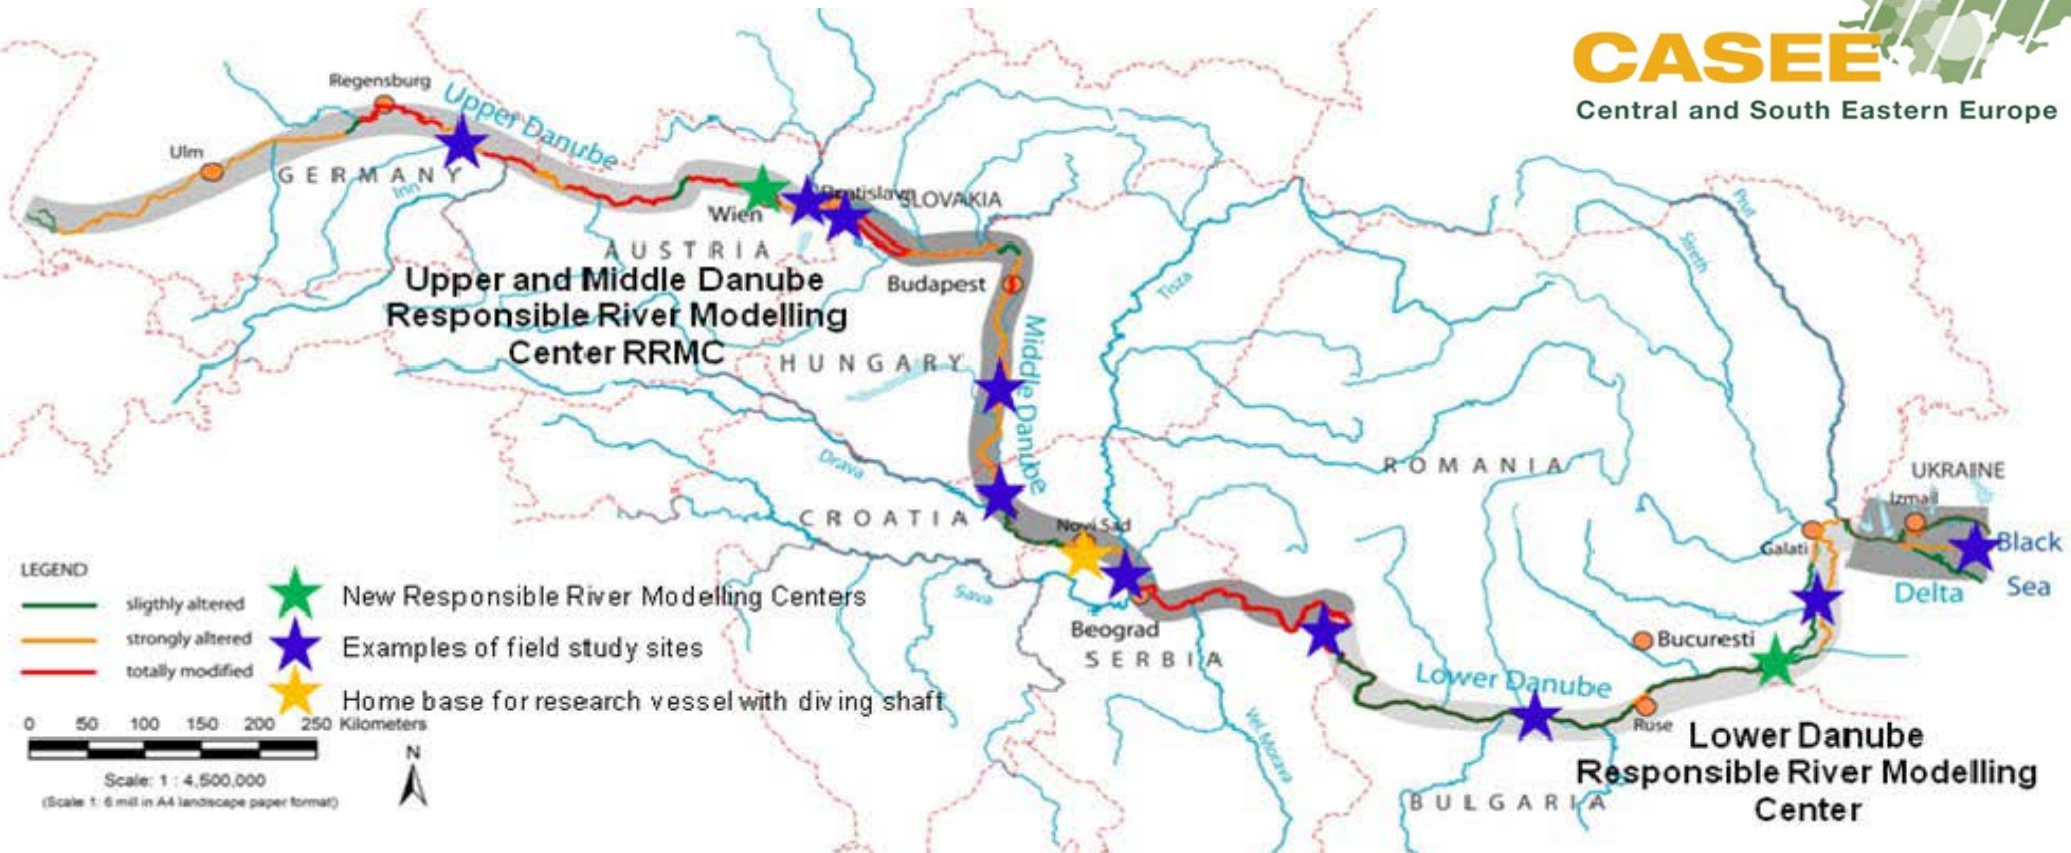 CASEE
Central and South Eastern Europe
Regensburg
Upper Danube
Ulm
GERMANY
Inn
Bratislava
SLOVAKIA
Wien
AUSTRIA
Prut
Sireth
Upper and Middle Danube
Responsible River Modelling
Center RRMC
Budapest
Tisza
HUNGARY
Middle Danube
Drava
ROMANIA
UKRAINE
Izmail
CROATIA
Novi Sad
Galati
Black
Sea
Delta
LEGEND
sligthly altered
strongly altered
totally modified
New Responsible River Modelling Centers
Examples of field study sites
Home base for research vessel with diving shaft
Sava
Beograd
SERBIA
Bucuresti
Lower Danube
Ruse
Vel Morava
0 50 100 150 200 250 Kilometers
N
Scale: 1 : 4,500,000
(Scale 1: 6 mill in A4 landscape paper format)
Lower Danube
Responsible River Modelling
Center
BULGARIA